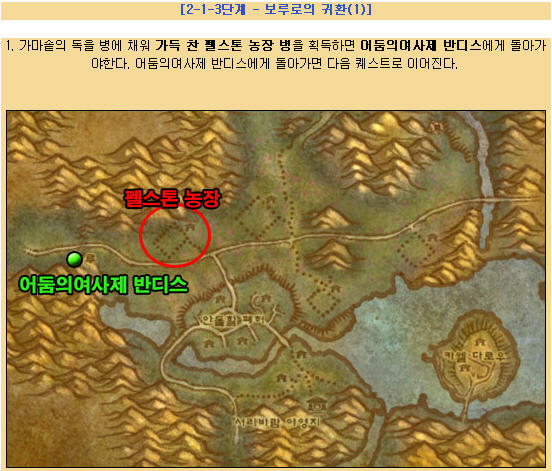 [2-1-3단계 - 보루로의 귀환(1)]
1. 가마솥의 독을 병에 채워 가득 찬 펠스톤 농장 병을 획득하면 어둠의여사제 반디스에게 돌아가
야한다. 어둠의여사제 반디스에게 돌아가면 다음 퀘스트로 이어진다.
펠스톤 농장
어둠의여사제 반디스
안돌할 폐허
카엘 다로우
서리바람 야영지